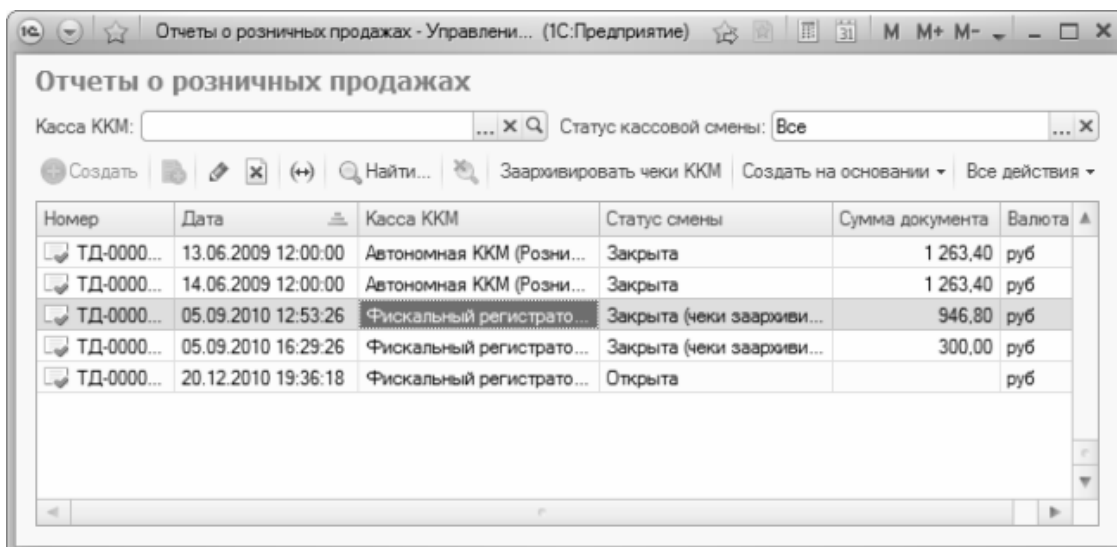 1С Отчеты о розничных продажах - Управлени... (1С:Предприятие) 31 M M+ M-
Отчеты о розничных продажах
Касса ККМ: ... Статус кассовой смены: Все ...
Создать Найти... Заархивировать чеки ККМ Создать на основании Все действия
Номер Дата Касса ККМ Статус смены Сумма документа Валюта
ТД-0000... 13.06.2009 12:00:00 Автономная ККМ (Розни... Закрыта 1 263,40 руб
ТД-0000... 14.06.2009 12:00:00 Автономная ККМ (Розни... Закрыта 1 263,40 руб
ТД-0000... 05.09.2010 12:53:26 Фискальный регистрато... Закрыта (чеки заархиви... 946,80 руб
ТД-0000... 05.09.2010 16:29:26 Фискальный регистрато... Закрыта (чеки заархиви... 300,00 руб
ТД-0000... 20.12.2010 19:36:18 Фискальный регистрато... Открыта руб